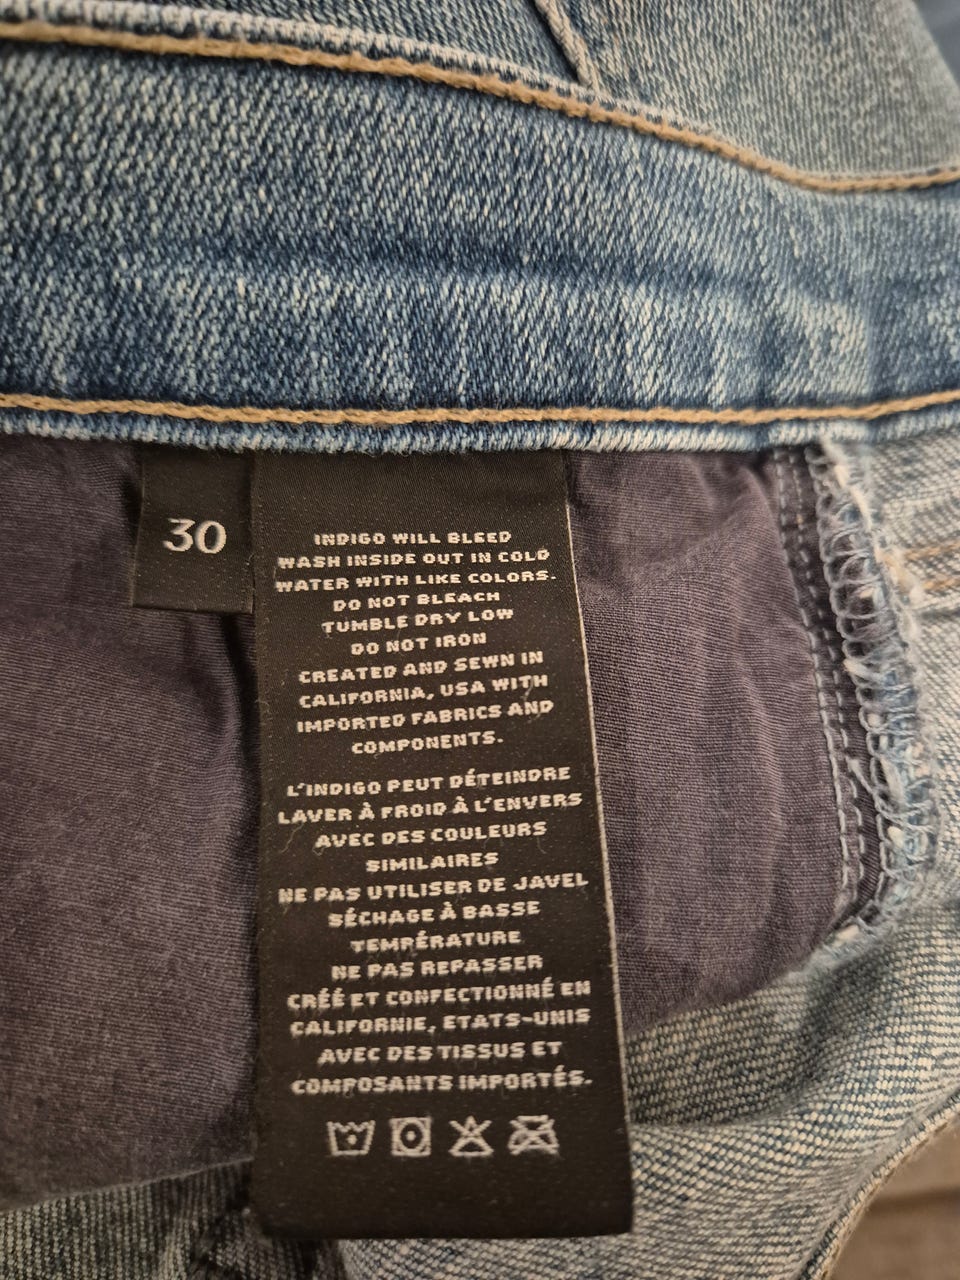 30
INDIGO WILL BLEED
WASH INSIDE OUT IN COLD
WATER WITH LIKE COLORS.
DO NOT BLEACH
TUMBLE DRY LOW
DO NOT IRON
CREATED AND SEWN IN
CALIFORNIA, USA WITH
IMPORTED FABRICS AND
COMPONENTS.
L'INDIGO PEUT DÉTEINDRE
LAVER À FROID À L'ENVERS
AVEC DES COULEURS
SIMILAIRES
NE PAS UTILISER DE JAVEL
SÉCHAGE À BASSE
TEMPÉRATURE
NE PAS REPASSER
CRÉÉ ET CONFECTIONNÉ EN
CALIFORNIE, ETATS-UNIS
AVEC DES TISSUS ET
COMPOSANTS IMPORTÉS.